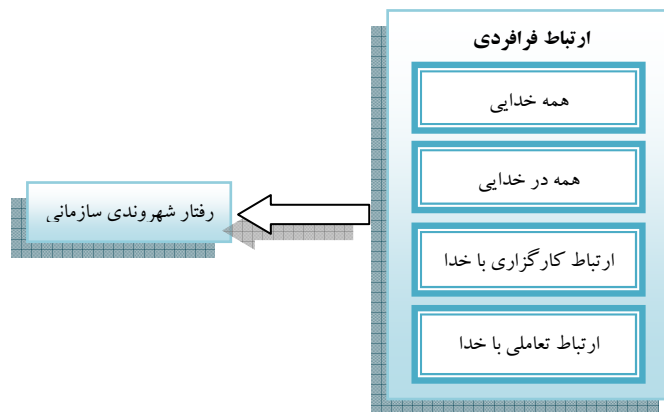 ارتباط فرافردی
همه خدایی
همه در خدایی
ارتباط کارگزاری با خدا
ارتباط تعاملی با خدا
رفتار شهروندی سازمانی